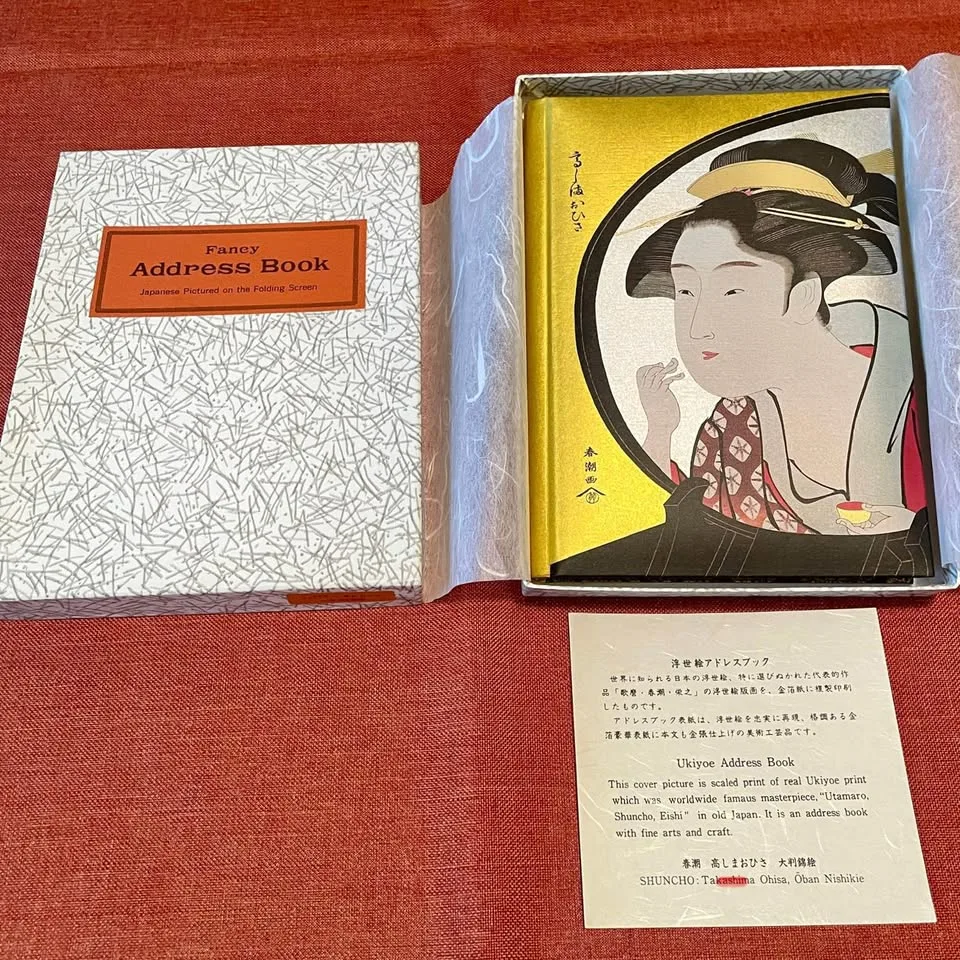 Fancy
Address Book
Japanese Pictured on the Folding Screen
高しまおひさ
春潮画
浮世絵アドレスブック
世界に知られる日本の浮世絵、特に選びぬかれた代表的作
品「歌麿・春潮・栄之」の浮世絵版画を、金箔紙に複製印刷
したものです。
アドレスブック表紙は、浮世絵を忠実に再現、格調ある金
箔豪華表紙に本文も金張仕上げの美術工芸品です。
Ukiyoe Address Book
This cover picture is scaled print of real Ukiyoe print
which was worldwide famaus masterpiece,"Utamaro,
Shuncho, Eishi" in old Japan. It is an address book
with fine arts and craft.
春潮 高しまおひさ 大判錦絵
SHUNCHO: Takashima Ohisa, Ōban Nishikie